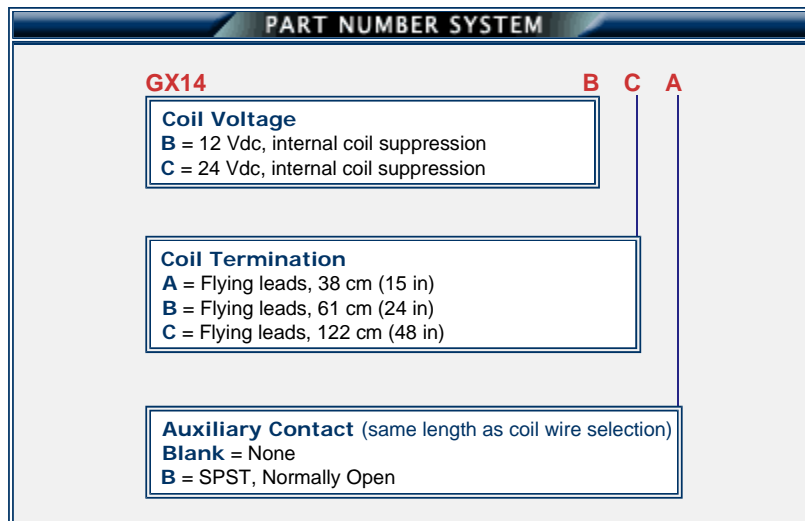 PART NUMBER SYSTEM
GX14 B C A
Coil Voltage
B = 12 Vdc, internal coil suppression
C = 24 Vdc, internal coil suppression
Coil Termination
A = Flying leads, 38 cm (15 in)
B = Flying leads, 61 cm (24 in)
C = Flying leads, 122 cm (48 in)
Auxiliary Contact (same length as coil wire selection)
Blank = None
B = SPST, Normally Open